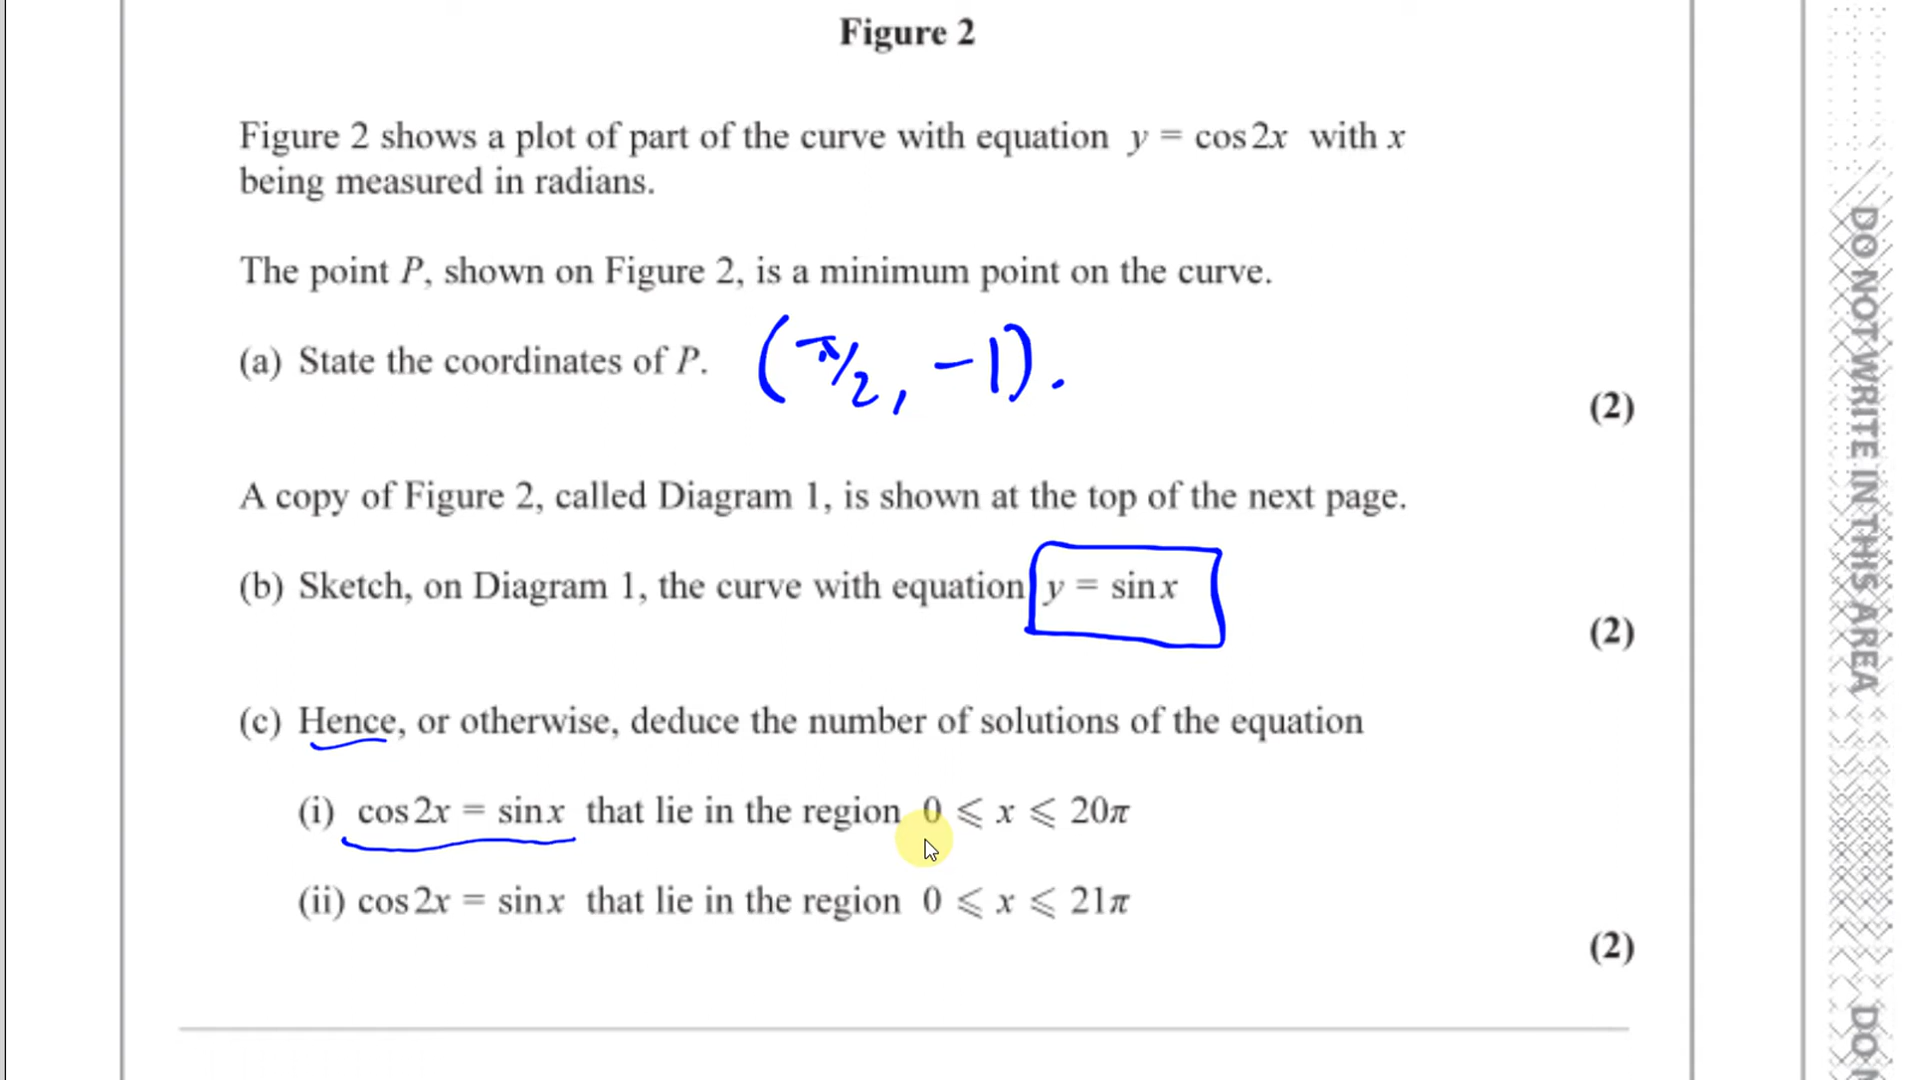 Figure 2
Figure 2 shows a plot of part of the curve with equation y = cos 2x with x
being measured in radians.
The point P, shown on Figure 2, is a minimum point on the curve.
(a) State the coordinates of P. (π/2, -1).
(2)
A copy of Figure 2, called Diagram 1, is shown at the top of the next page.
(b) Sketch, on Diagram 1, the curve with equation y = sin x
(2)
(c) Hence, or otherwise, deduce the number of solutions of the equation
(i) cos 2x = sin x that lie in the region 0 ⩽ x ⩽ 20π
(ii) cos 2x = sin x that lie in the region 0 ⩽ x ⩽ 21π
(2)
DO NOT WRITE IN THIS AREA
DO